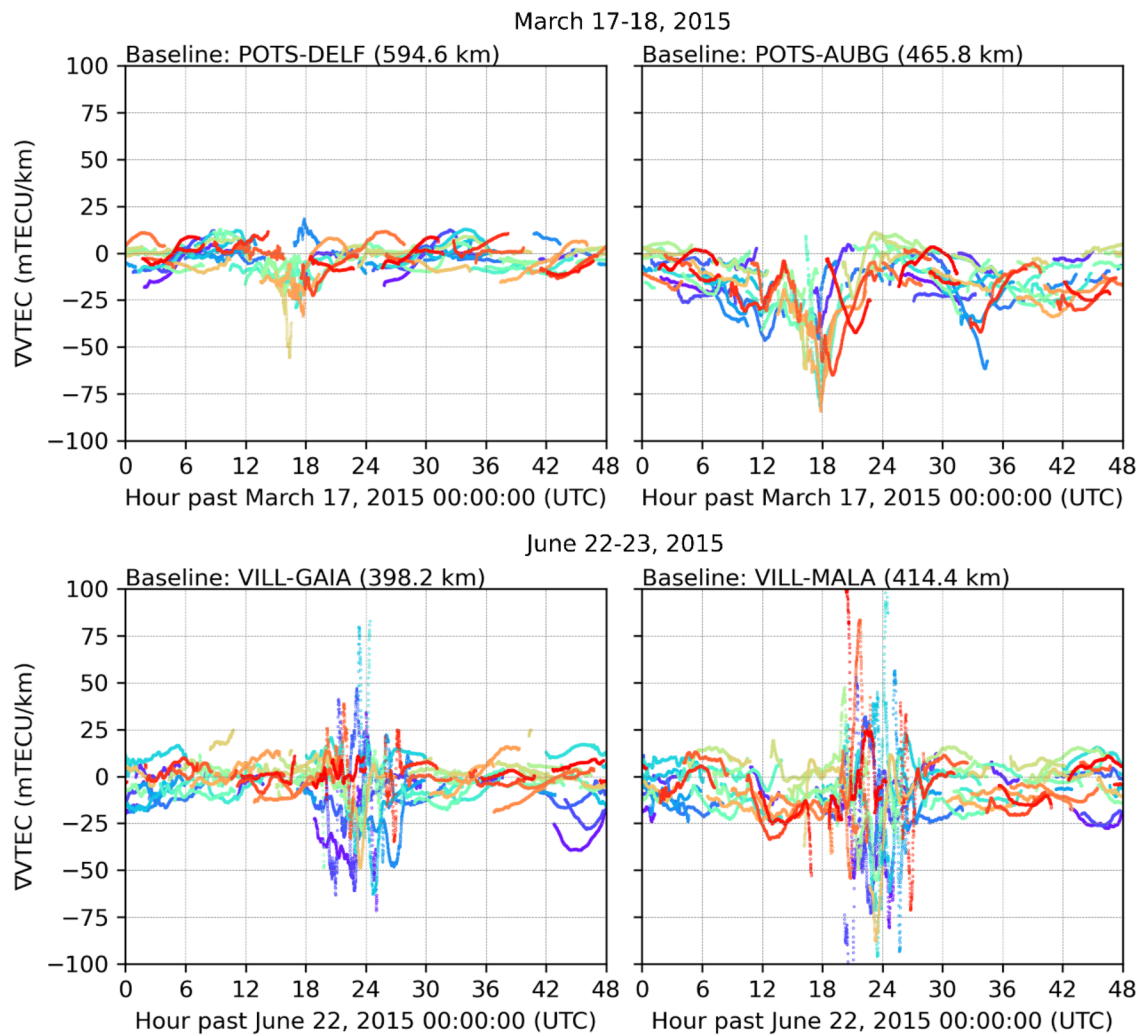 March 17-18, 2015
Baseline: POTS-DELF (594.6 km)
Baseline: POTS-AUBG (465.8 km)
100
75
50
25
0
−25
−50
−75
−100
∇VTEC (mTECU/km)
0 6 12 18 24 30 36 42 48
0 6 12 18 24 30 36 42 48
Hour past March 17, 2015 00:00:00 (UTC)
Hour past March 17, 2015 00:00:00 (UTC)
June 22-23, 2015
Baseline: VILL-GAIA (398.2 km)
Baseline: VILL-MALA (414.4 km)
100
75
50
25
0
−25
−50
−75
−100
∇VTEC (mTECU/km)
0 6 12 18 24 30 36 42 48
0 6 12 18 24 30 36 42 48
Hour past June 22, 2015 00:00:00 (UTC)
Hour past June 22, 2015 00:00:00 (UTC)